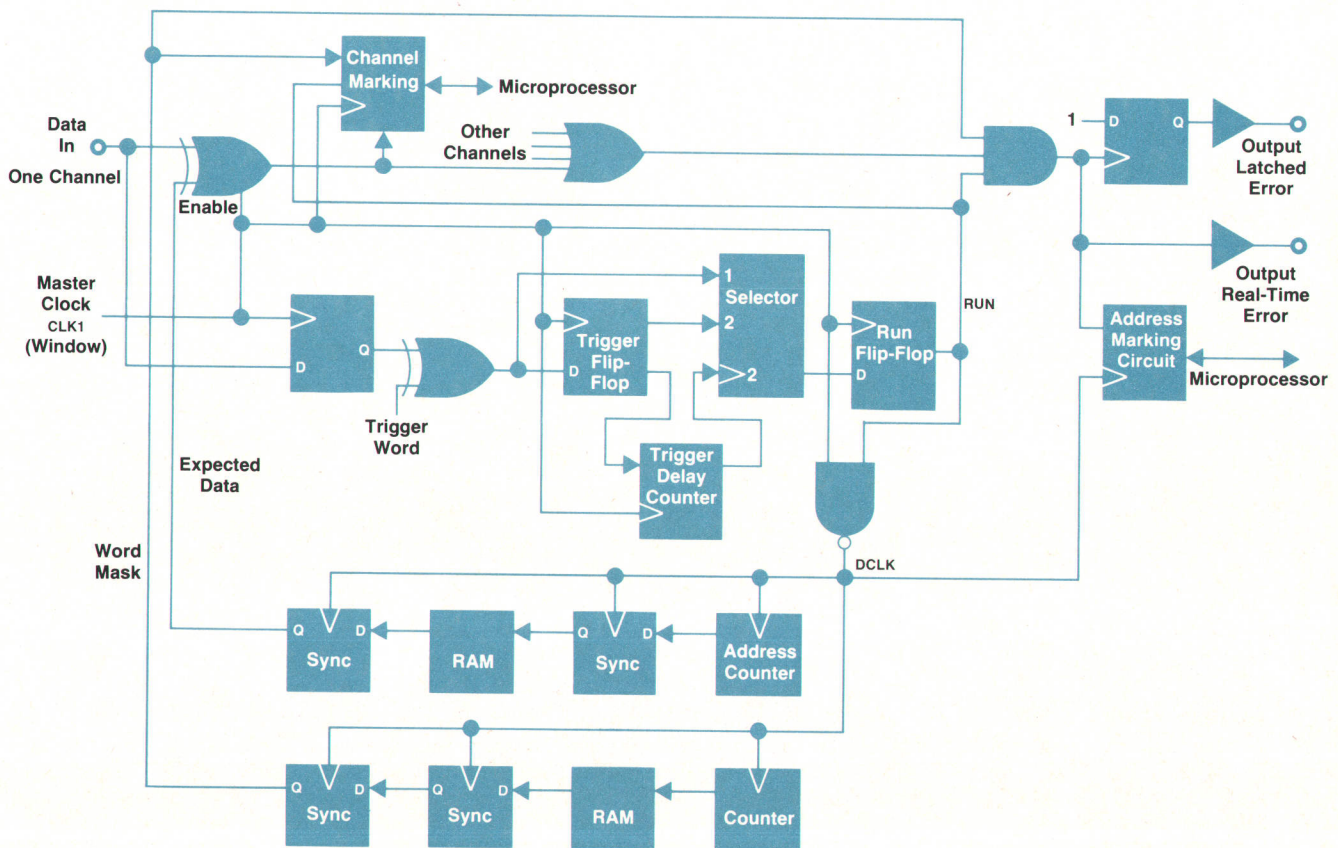 Channel
Marking
Microprocessor
Data
In
One Channel
Enable
Other
Channels
1
D
Q
Output
Latched
Error
Master
Clock
CLK1
(Window)
D
Q
Trigger
Word
D
Trigger
Flip-
Flop
1
Selector
2
2
Run
Flip-Flop
D
RUN
Output
Real-Time
Error
Address
Marking
Circuit
Microprocessor
Trigger
Delay
Counter
Expected
Data
Word
Mask
DCLK
Q
D
Sync
RAM
Q
D
Sync
Address
Counter
Q
D
Sync
Q
D
Sync
RAM
Counter